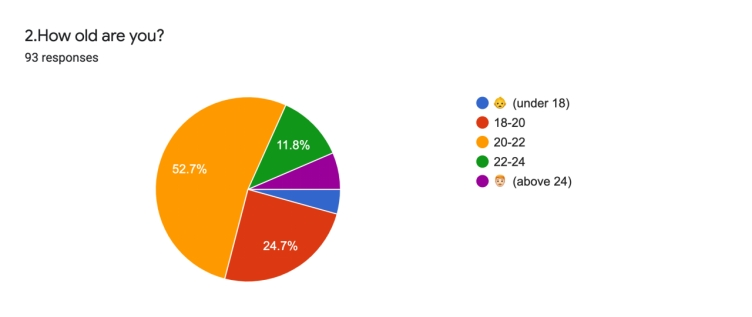 2.How old are you?
93 responses
11.8%
52.7%
24.7%
👶 (under 18)
18-20
20-22
22-24
👨🏼 (above 24)